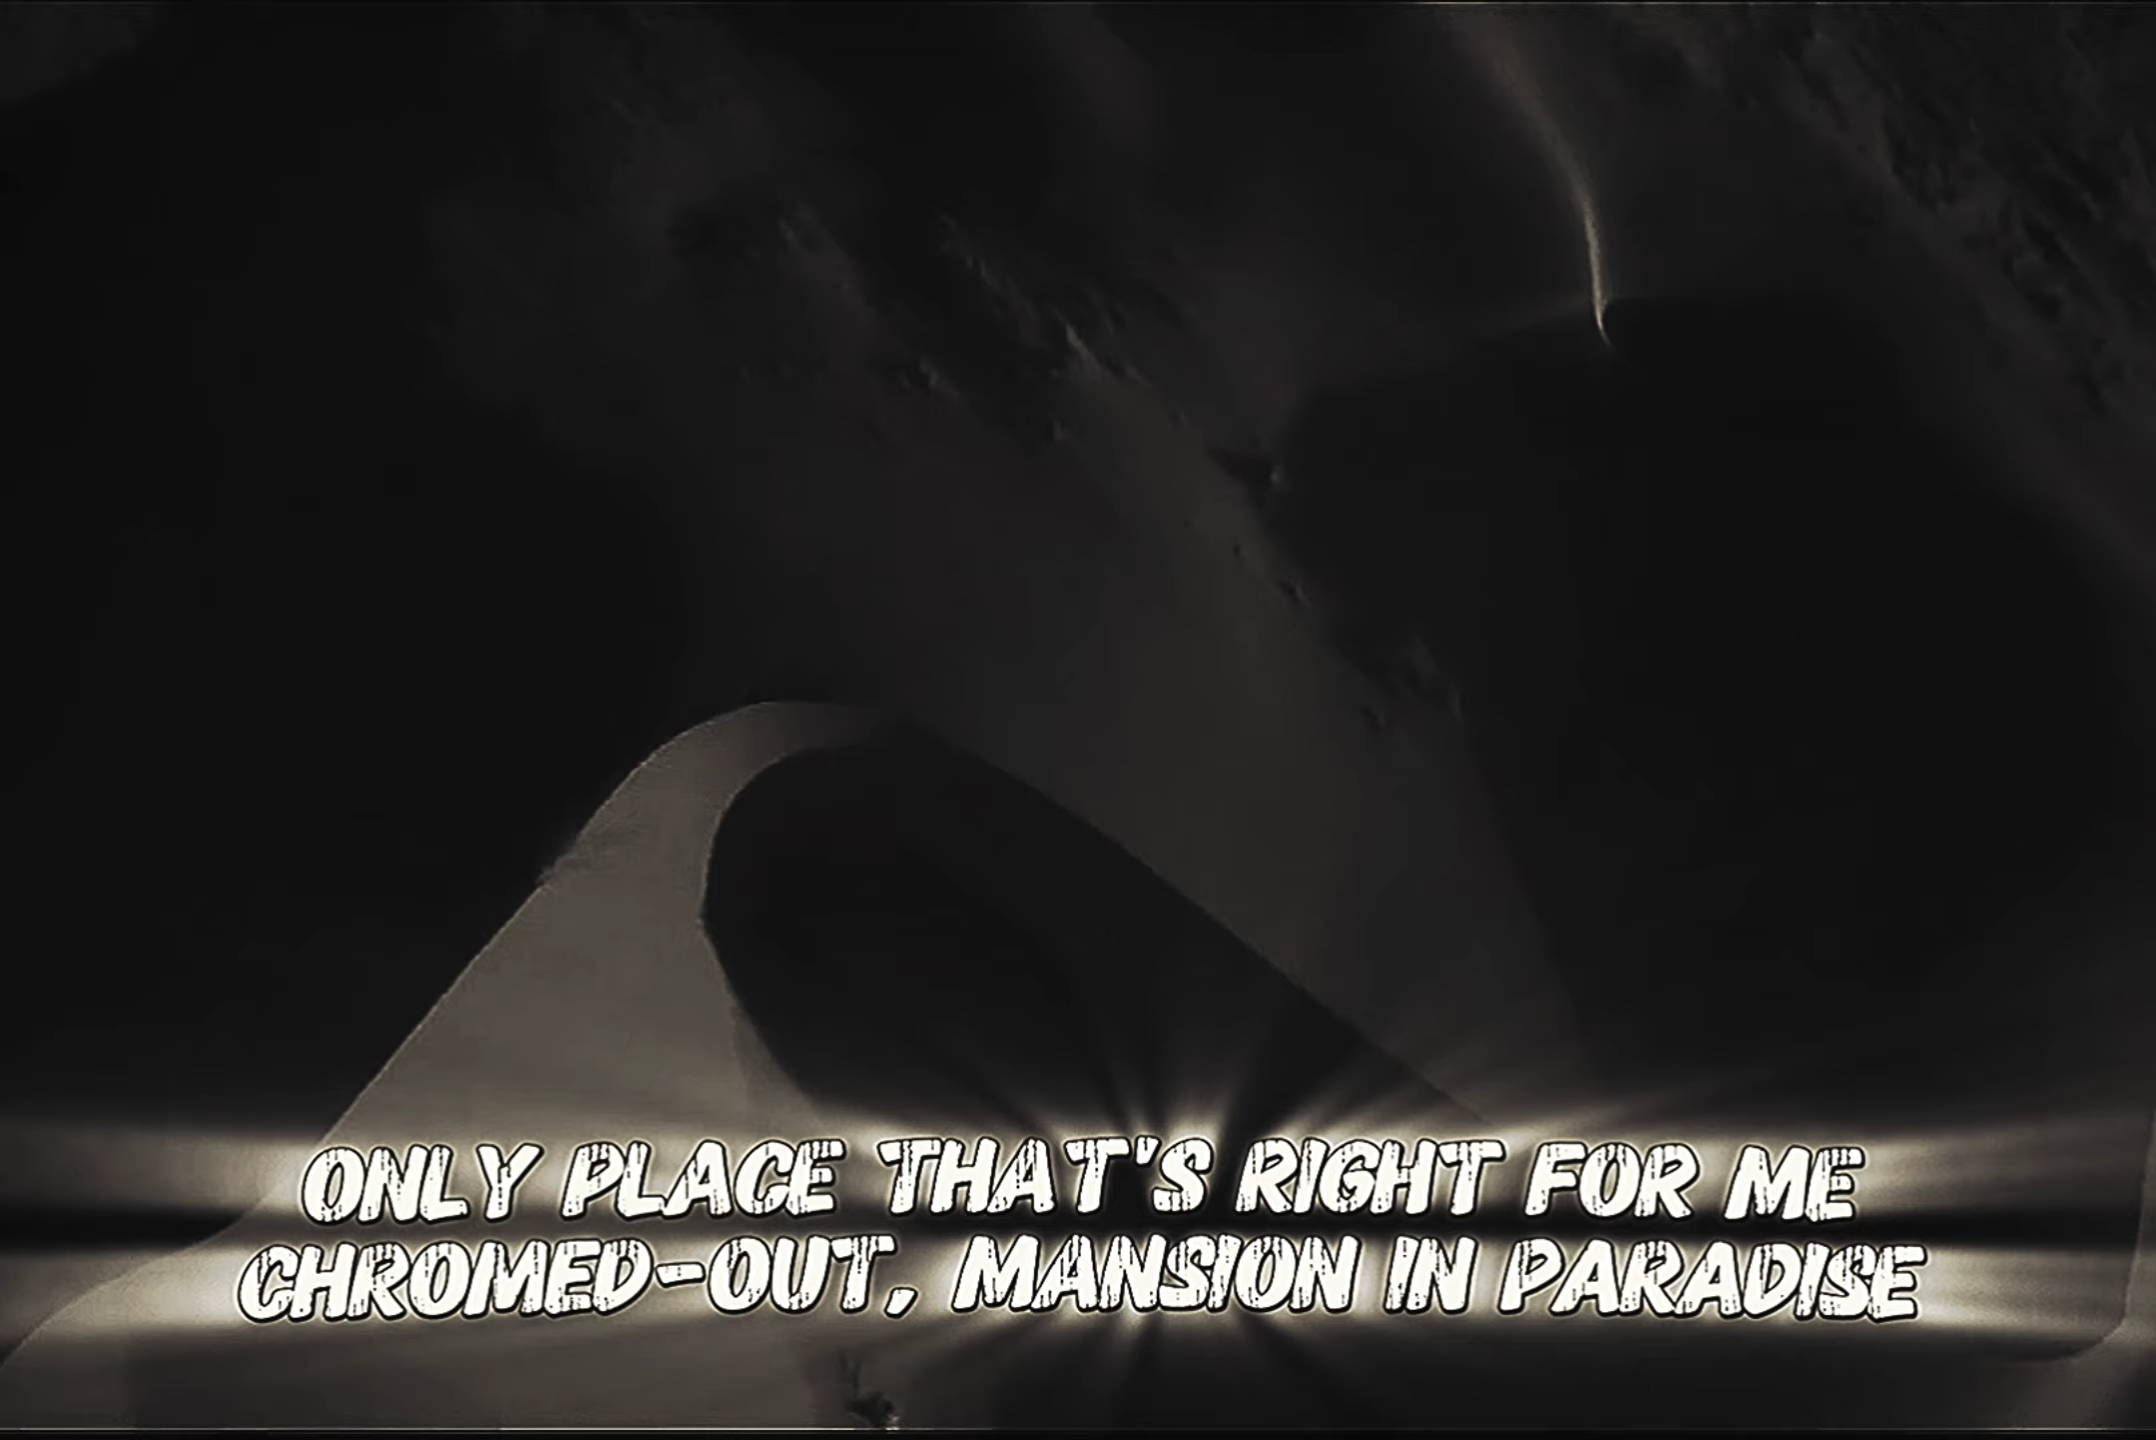 ONLY PLACE THAT'S RIGHT FOR ME
CHROMED-OUT, MANSION IN PARADISE